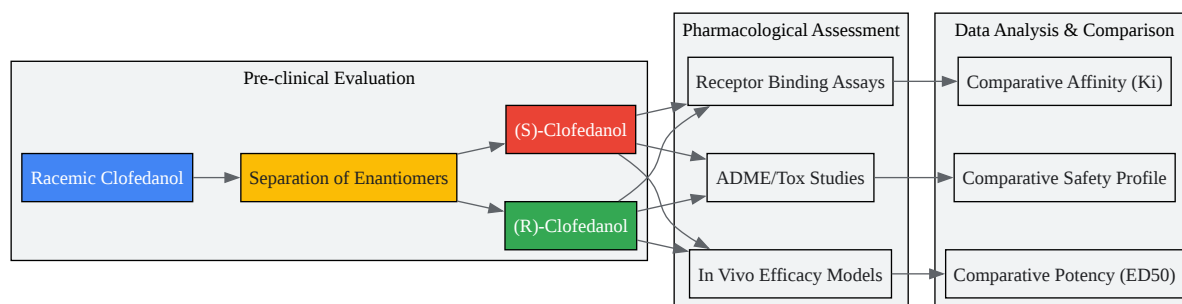 Pre-clinical Evaluation
Racemic Clofedanol
Separation of Enantiomers
(S)-Clofedanol
(R)-Clofedanol
Pharmacological Assessment
Receptor Binding Assays
ADME/Tox Studies
In Vivo Efficacy Models
Data Analysis & Comparison
Comparative Affinity (Ki)
Comparative Safety Profile
Comparative Potency (ED50)